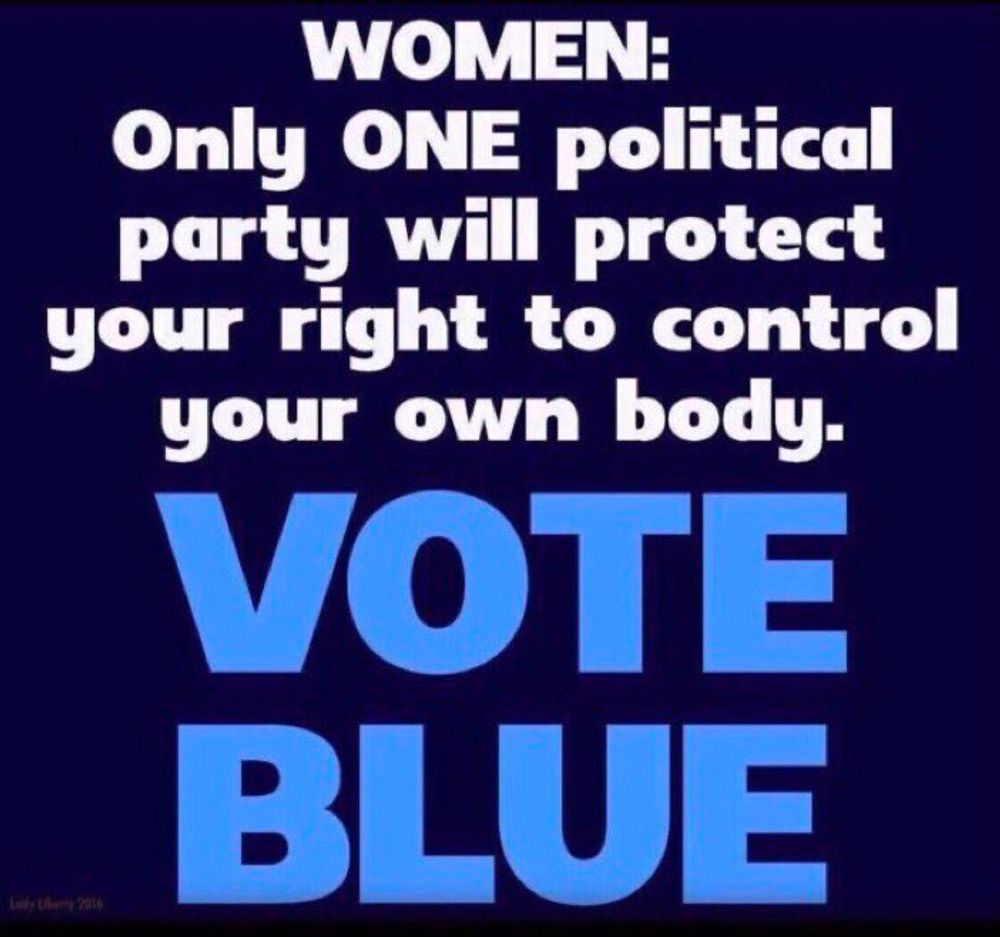 WOMEN:
Only ONE political
party will protect
your right to control
your own body.
VOTE
BLUE
Lady Liberty 2016